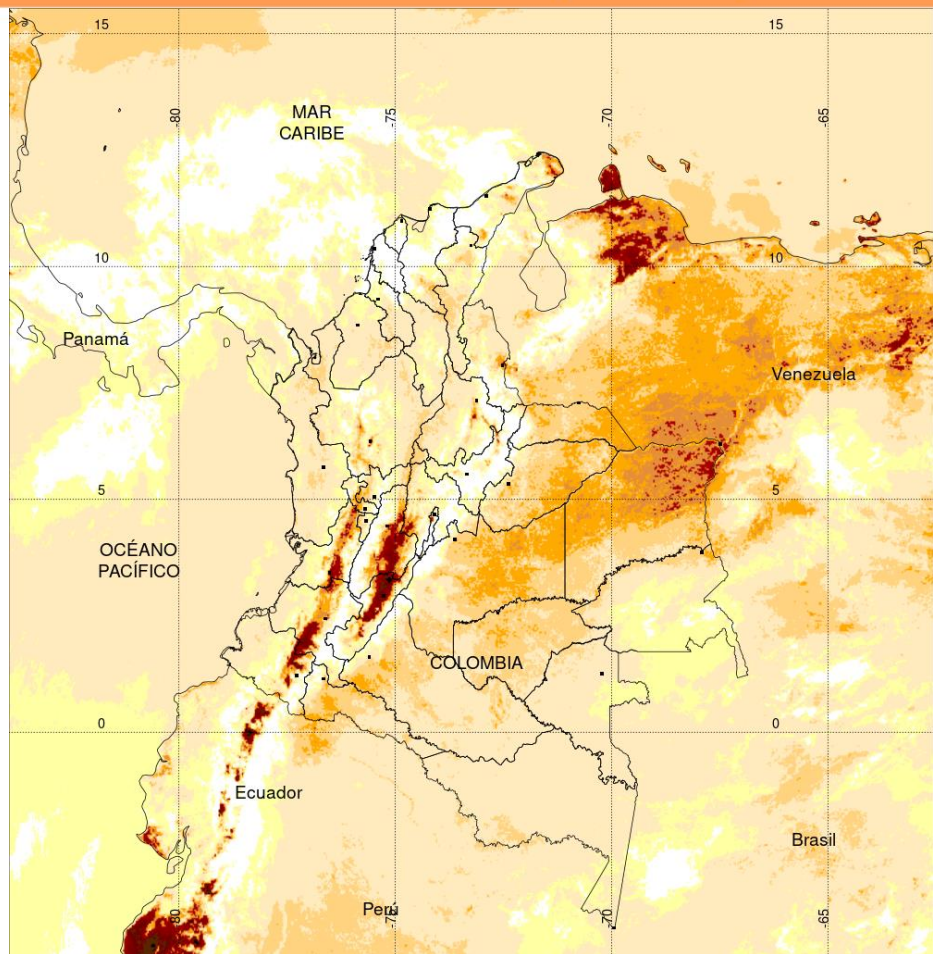 15
15
-80
-75
-70
-65
MAR
CARIBE
10
10
Panamá
Venezuela
5
5
OCÉANO
PACÍFICO
COLOMBIA
0
0
Ecuador
Brasil
Perú
-80
-75
-70
-65